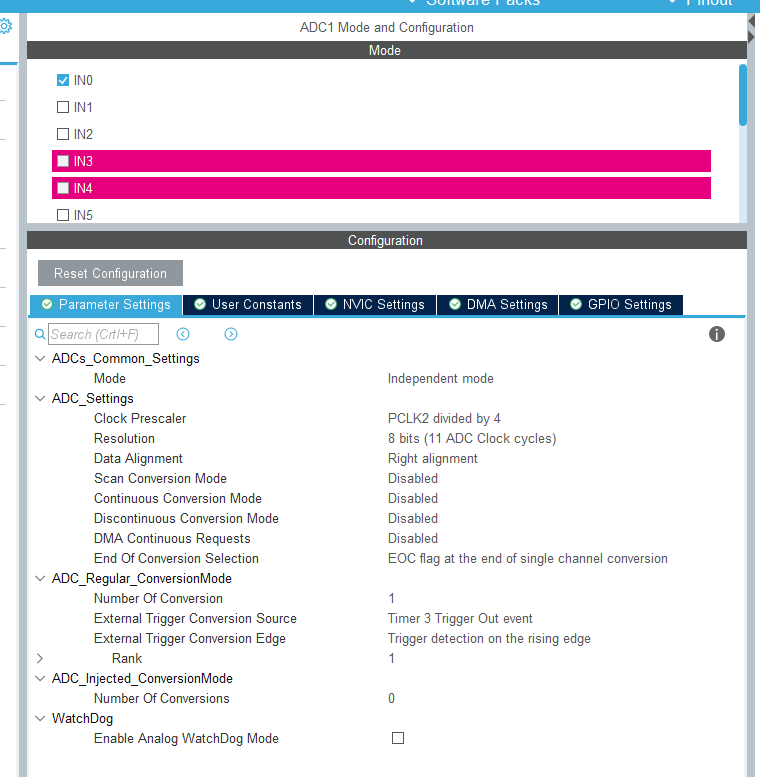 Software Packs Pinout
ADC1 Mode and Configuration
Mode
IN0
IN1
IN2
IN3
IN4
IN5
Configuration
Reset Configuration
Parameter Settings User Constants NVIC Settings DMA Settings GPIO Settings
Search (Crtl+F)
ADCs_Common_Settings
Mode Independent mode
ADC_Settings
Clock Prescaler PCLK2 divided by 4
Resolution 8 bits (11 ADC Clock cycles)
Data Alignment Right alignment
Scan Conversion Mode Disabled
Continuous Conversion Mode Disabled
Discontinuous Conversion Mode Disabled
DMA Continuous Requests Disabled
End Of Conversion Selection EOC flag at the end of single channel conversion
ADC_Regular_ConversionMode
Number Of Conversion 1
External Trigger Conversion Source Timer 3 Trigger Out event
External Trigger Conversion Edge Trigger detection on the rising edge
Rank 1
ADC_Injected_ConversionMode
Number Of Conversions 0
WatchDog
Enable Analog WatchDog Mode